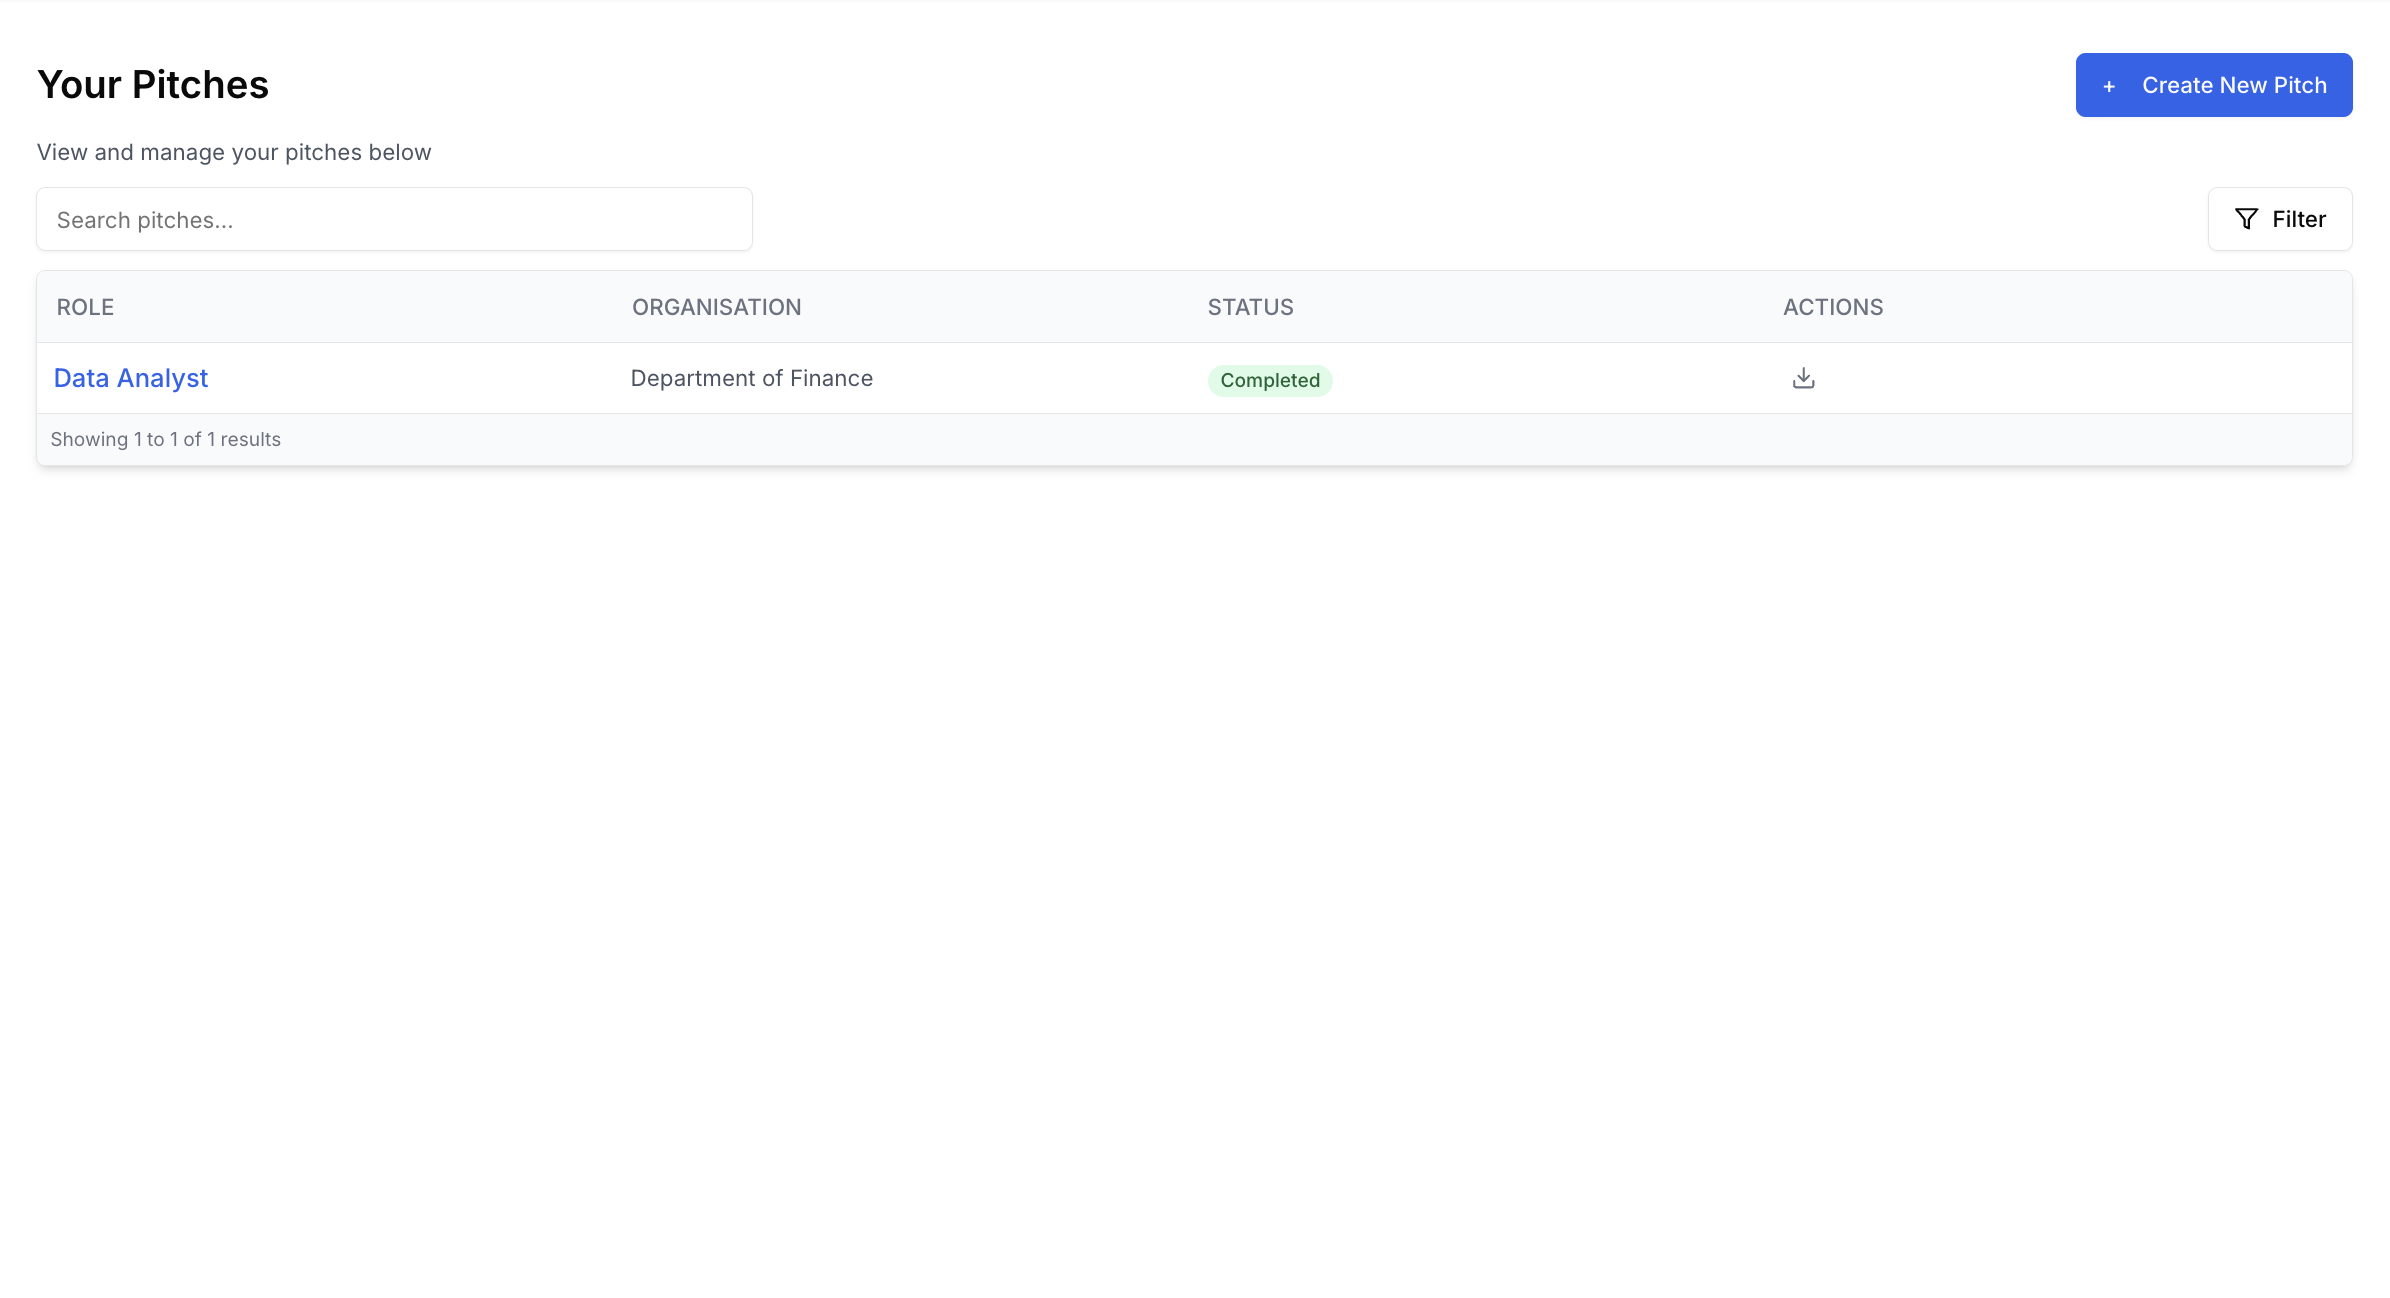 Your Pitches
+ Create New Pitch
View and manage your pitches below
Search pitches...
Filter
ROLE ORGANISATION STATUS ACTIONS
Data Analyst Department of Finance Completed
Showing 1 to 1 of 1 results